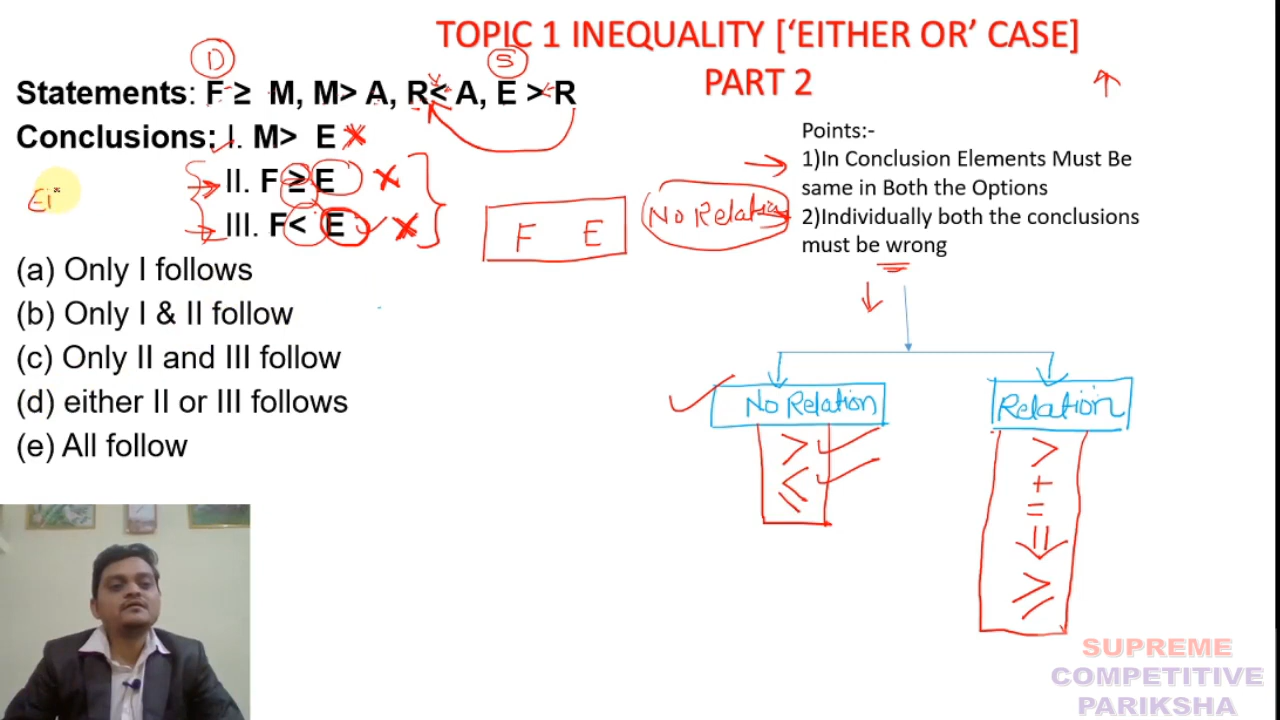 TOPIC 1 INEQUALITY ['EITHER OR' CASE]
PART 2
D
S
Statements: F ≥ M, M> A, R< A, E > R
Conclusions: I. M> E
II. F ≥ E
III. F< E
Ei
F E
No Relation
(a) Only I follows
(b) Only I & II follow
(c) Only II and III follow
(d) either II or III follows
(e) All follow
Points:-
1)In Conclusion Elements Must Be
same in Both the Options
2)Individually both the conclusions
must be wrong
No Relation
>
<
≤
Relation
>
+
=
≥
SUPREME
COMPETITIVE
PARIKSHA